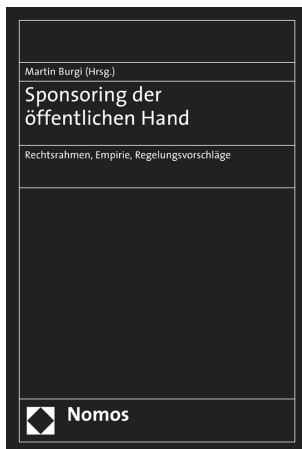 Martin Burgi (Hrsg.)
Sponsoring der
öffentlichen Hand
Rechtsrahmen, Empirie, Regelungsvorschläge
Nomos